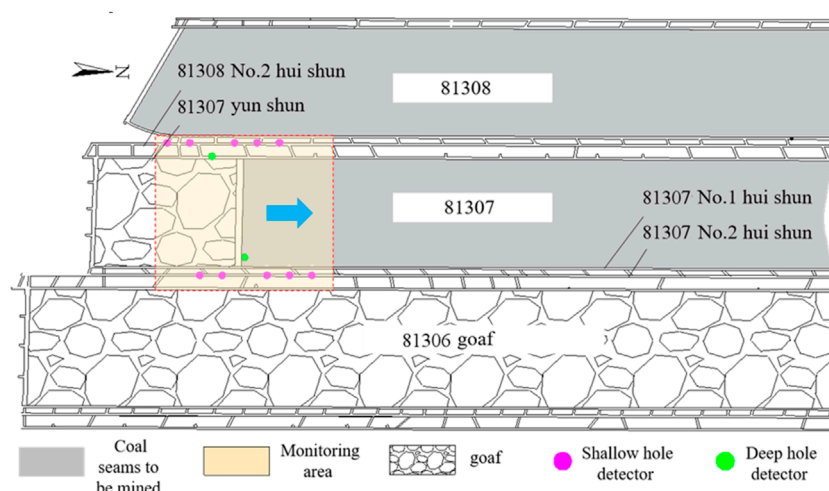 81308 No.2 hui shun
81307 yun shun
N
81308
81307 No.1 hui shun
81307
81307 No.2 hui shun
81306 goaf
Coal
seams to
be mined
Monitoring
area
goaf
Shallow hole
detector
Deep hole
detector